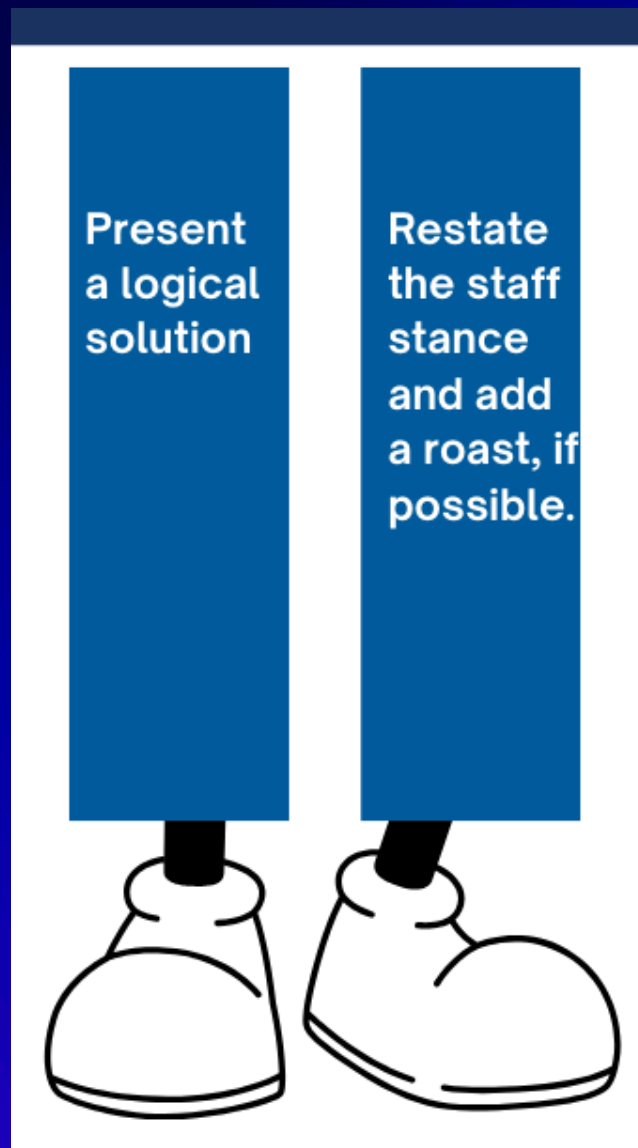 Present
a logical
solution
Restate
the staff
stance
and add
a roast, if
possible.